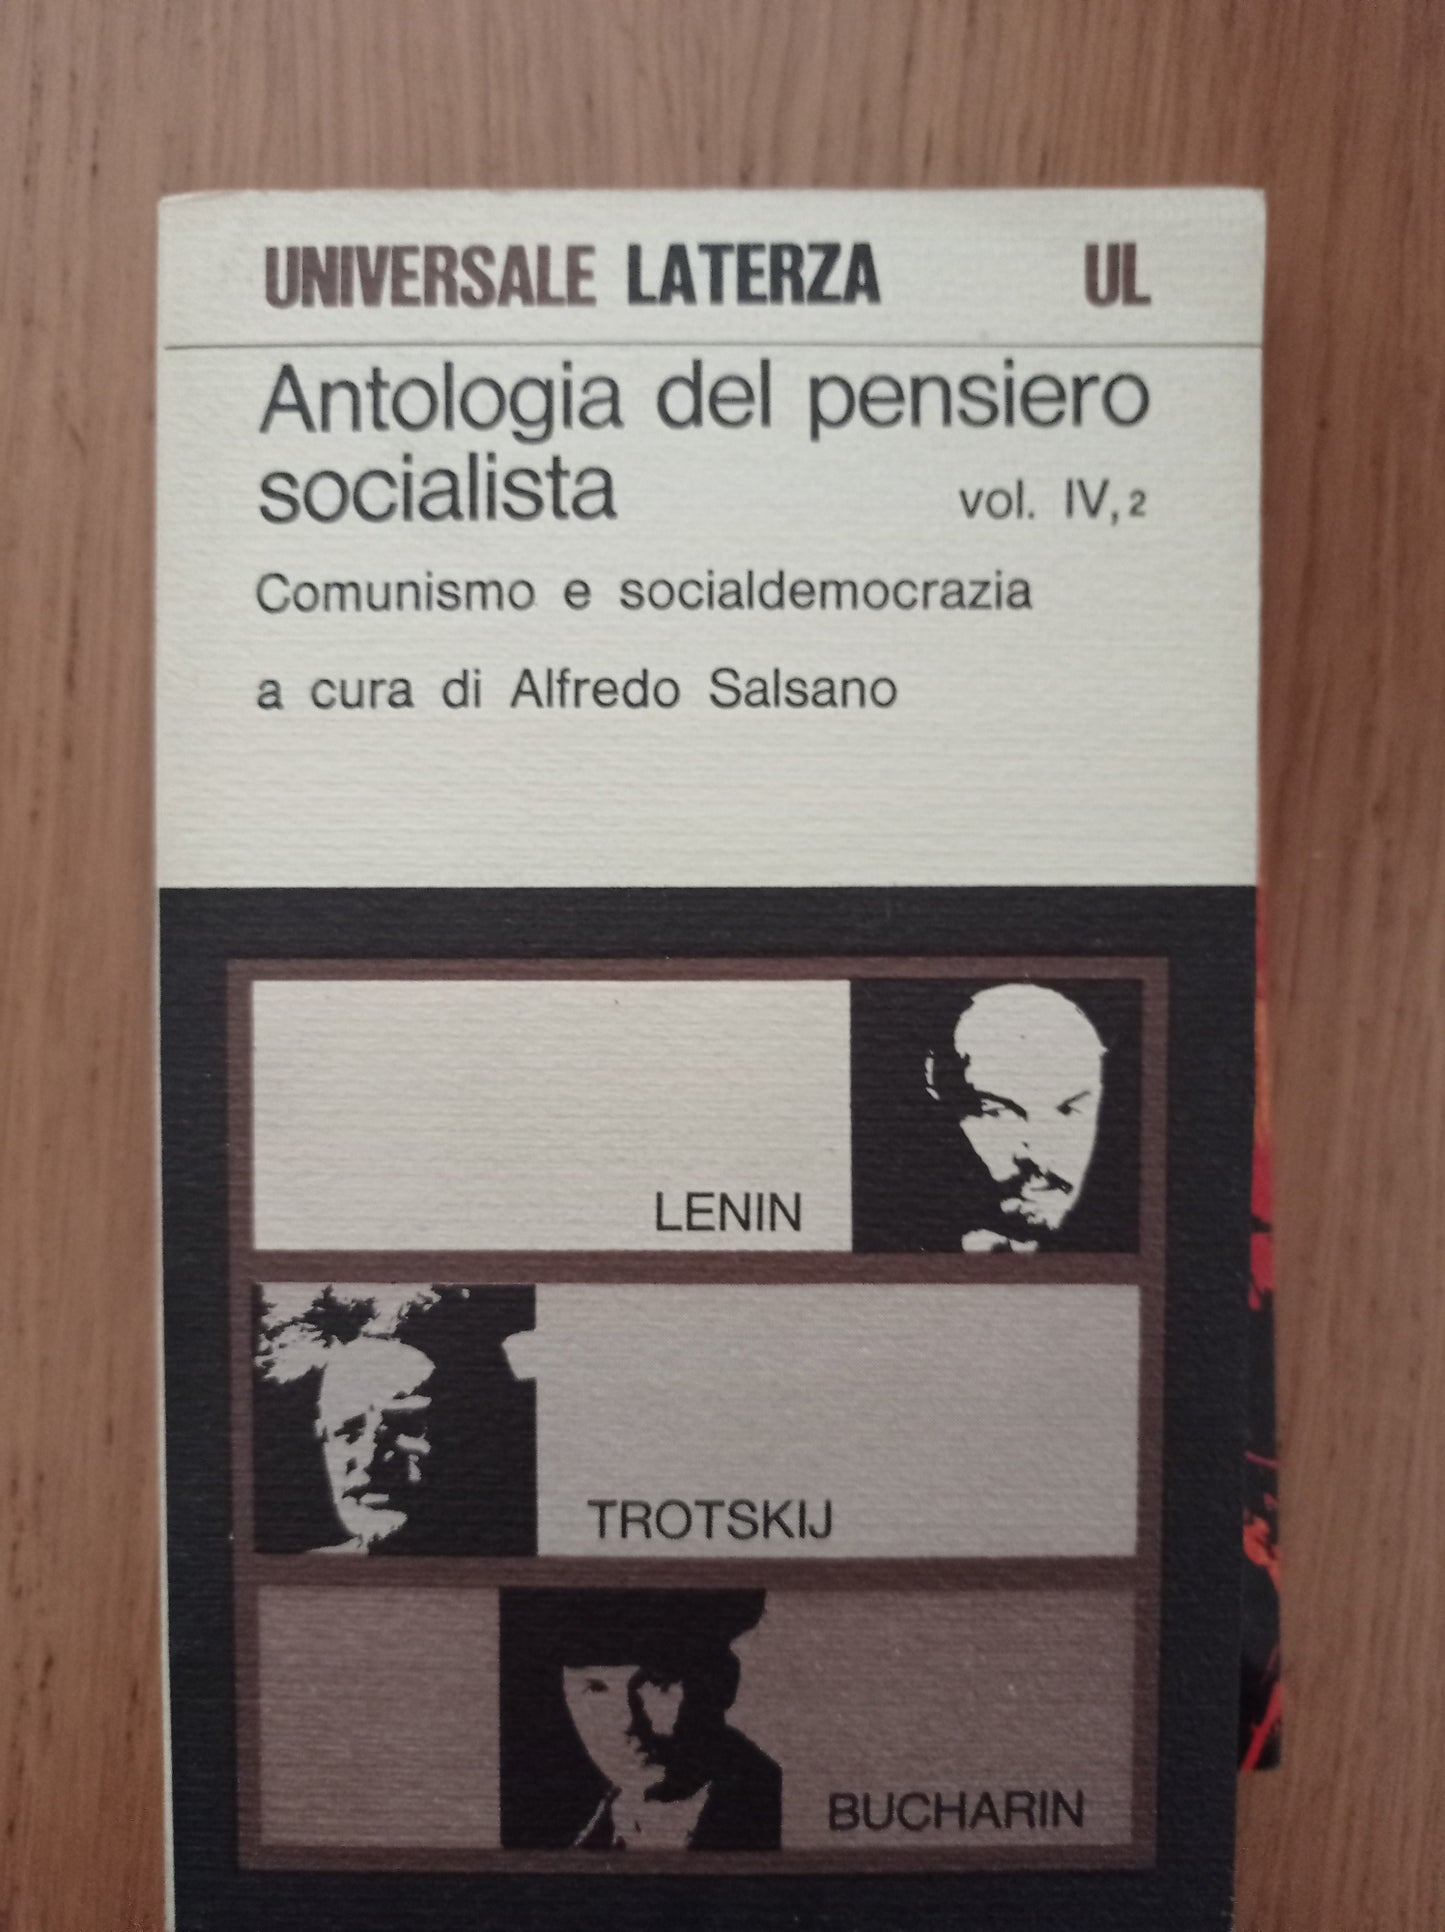 UNIVERSALE LATERZA UL
Antologia del pensiero
socialista vol. IV, 2
Comunismo e socialdemocrazia
a cura di Alfredo Salsano
LENIN
TROTSKIJ
BUCHARIN